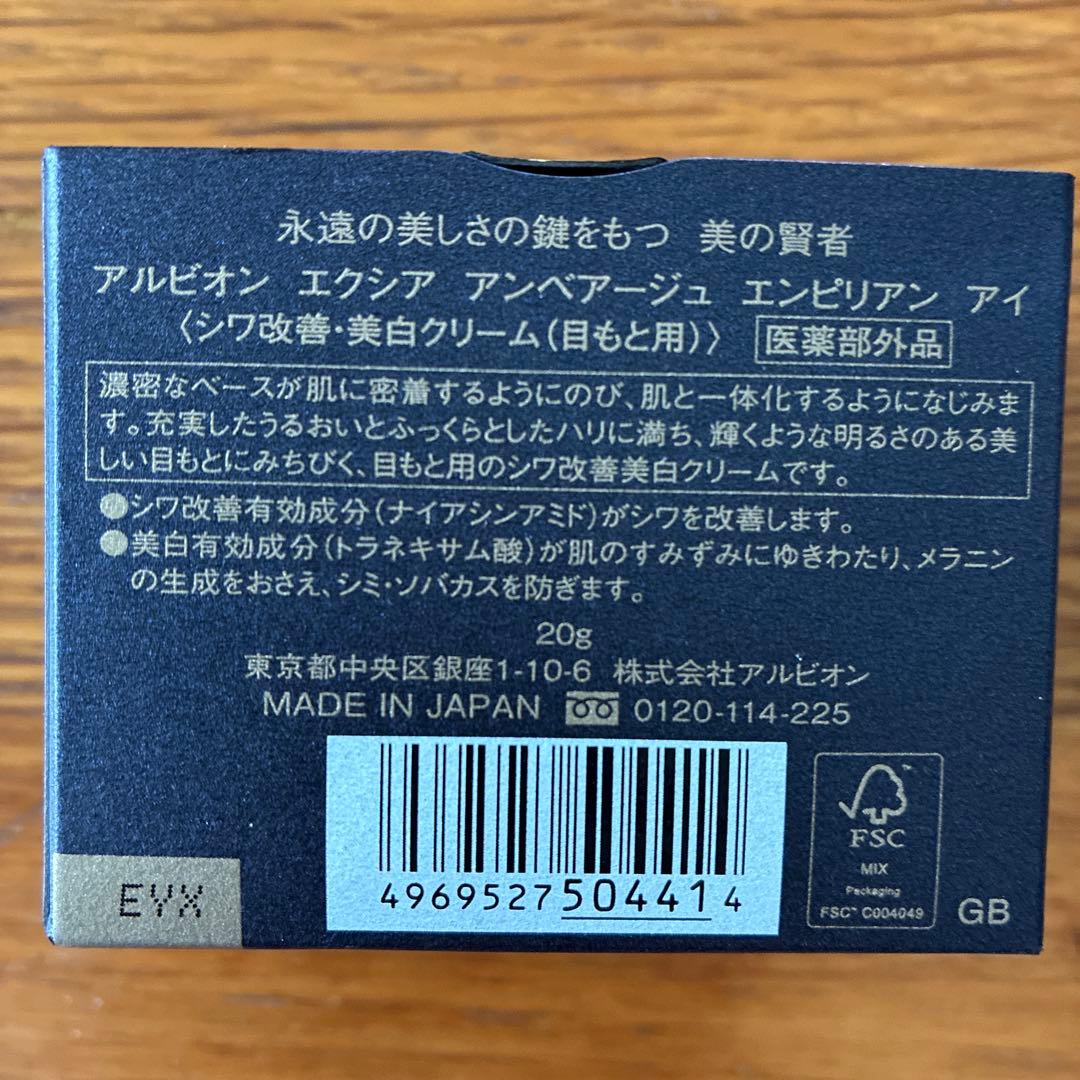 永遠の美しさの鍵をもつ 美の賢者
アルビオン エクシア アンベアージュ エンピリアン アイ
〈シワ改善・美白クリーム(目もと用)〉 医薬部外品
濃密なベースが肌に密着するようにのび、肌と一体化するようになじみま
す。充実したうるおいとふっくらとしたハリに満ち、輝くような明るさのある美
しい目もとにみちびく、目もと用のシワ改善美白クリームです。
●シワ改善有効成分(ナイアシンアミド)がシワを改善します。
●美白有効成分(トラネキサム酸)が肌のすみずみにゆきわたり、メラニン
の生成をおさえ、シミ・ソバカスを防ぎます。
20g
東京都中央区銀座1-10-6 株式会社アルビオン
MADE IN JAPAN 0120-114-225
4969527504414
EYX
FSC
MIX
Packaging
FSC™ C004049
GB